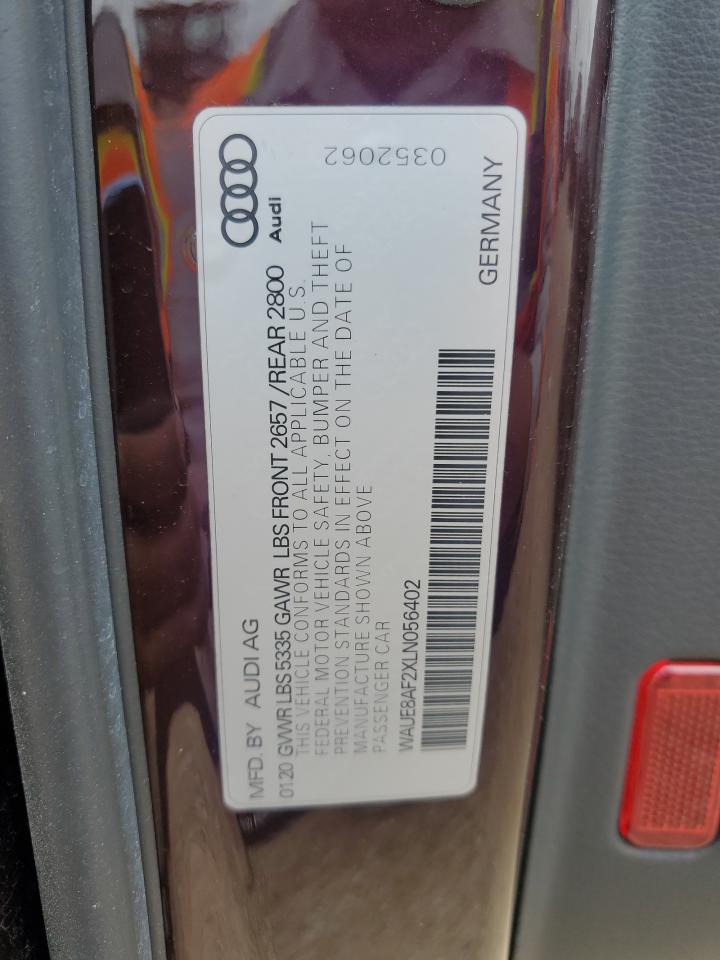 MFD. BY AUDI AG
0120 GVWR LBS 5335 GAWR LBS FRONT 2657/REAR 2800
THIS VEHICLE CONFORMS TO ALL APPLICABLE U.S.
FEDERAL MOTOR VEHICLE SAFETY, BUMPER AND THEFT
PREVENTION STANDARDS IN EFFECT ON THE DATE OF
MANUFACTURE SHOWN ABOVE
PASSENGER CAR
WAUE8AF2XLN056402
GERMANY
Audi
0352062